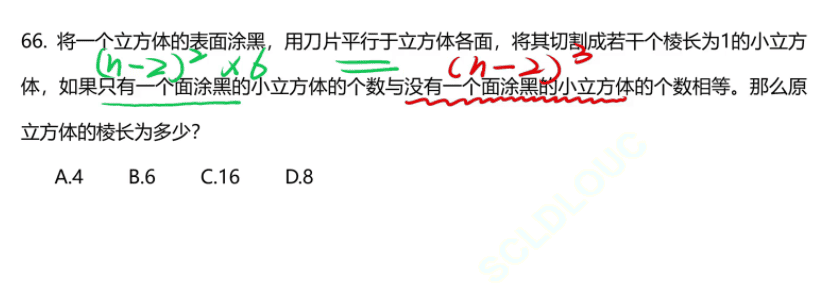 66. 将一个立方体的表面涂黑，用刀片平行于立方体各面，将其切割成若干个棱长为1的小立方
(n-2)²×6 (n-2)³
体，如果只有一个面涂黑的小立方体的个数与没有一个面涂黑的小立方体的个数相等。那么原
立方体的棱长为多少？
A.4 B.6 C.16 D.8
SCLDLOUC